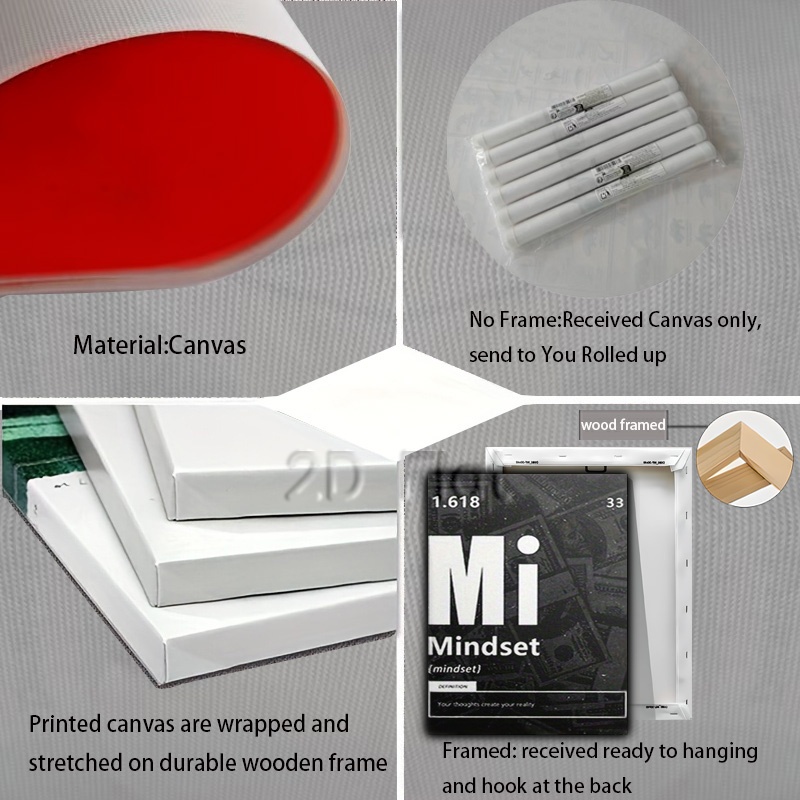 Material:Canvas
No Frame:Received Canvas only,
send to You Rolled up
wood framed
1.618
33
Mi
Mindset
{mindset}
DEFINITION
Your thoughts create your reality
Printed canvas are wrapped and
stretched on durable wooden frame
Framed: received ready to hanging
and hook at the back